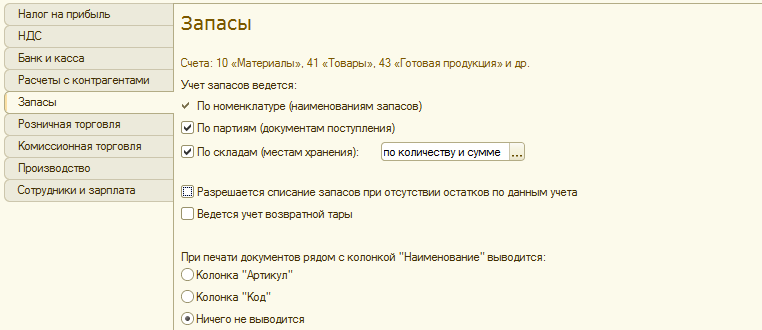 Налог на прибыль
НДС
Банк и касса
Расчеты с контрагентами
Запасы
Розничная торговля
Комиссионная торговля
Производство
Сотрудники и зарплата
Запасы
Счета: 10 «Материалы», 41 «Товары», 43 «Готовая продукция» и др.
Учет запасов ведется:
По номенклатуре (наименованиям запасов)
По партиям (документам поступления)
По складам (местам хранения): по количеству и сумме ...
Разрешается списание запасов при отсутствии остатков по данным учета
Ведется учет возвратной тары
При печати документов рядом с колонкой "Наименование" выводится:
Колонка "Артикул"
Колонка "Код"
Ничего не выводится